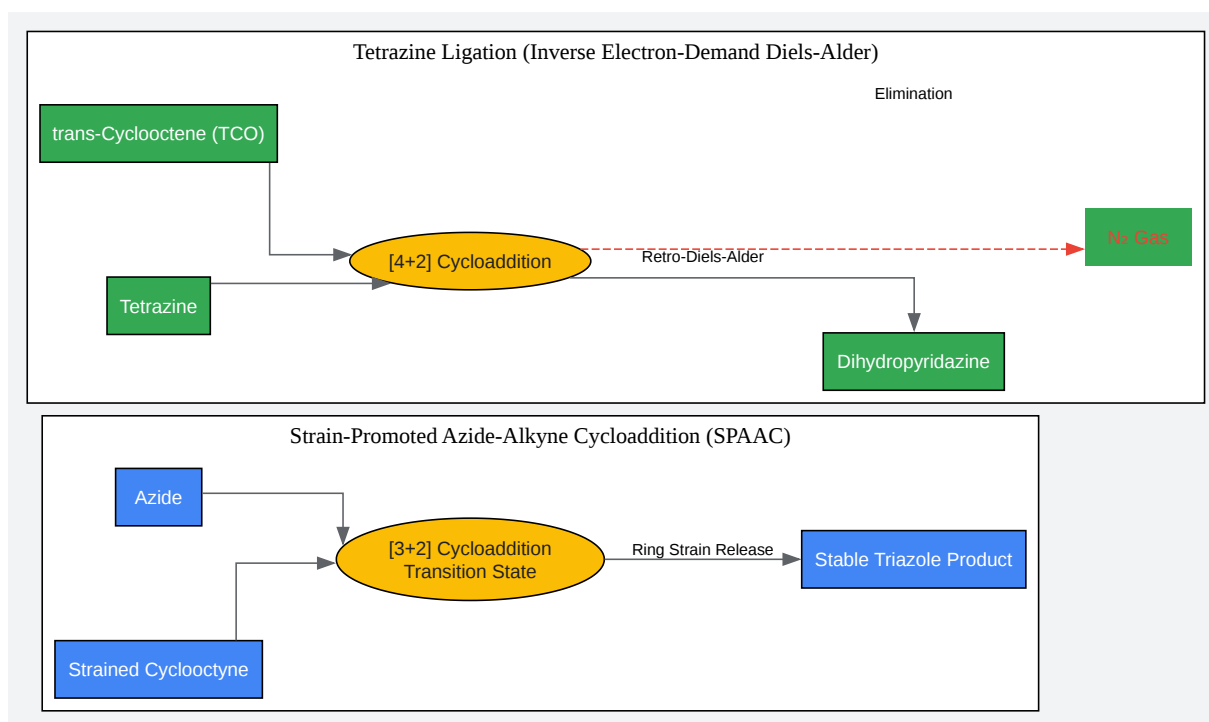 Tetrazine Ligation (Inverse Electron-Demand Diels-Alder)
Elimination
trans-Cyclooctene (TCO)
N₂ Gas
[4+2] Cycloaddition
Retro-Diels-Alder
Tetrazine
Dihydropyridazine
Strain-Promoted Azide-Alkyne Cycloaddition (SPAAC)
Azide
[3+2] Cycloaddition
Transition State
Ring Strain Release
Stable Triazole Product
Strained Cyclooctyne